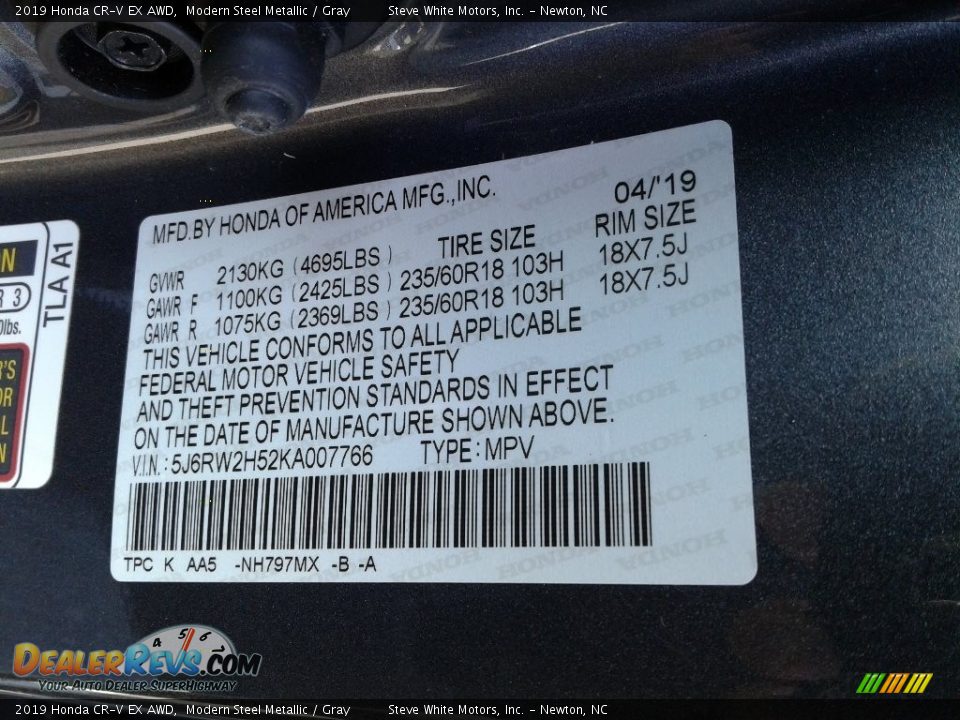 2019 Honda CR-V EX AWD, Modern Steel Metallic / Gray Steve White Motors, Inc. - Newton, NC
MFD.BY HONDA OF AMERICA MFG.,INC. 04/'19
TIRE SIZE RIM SIZE
GVWR 2130KG (4695LBS)
GAWR F 1100KG (2425LBS) 235/60R18 103H 18X7.5J
GAWR R 1075KG (2369LBS) 235/60R18 103H 18X7.5J
THIS VEHICLE CONFORMS TO ALL APPLICABLE
FEDERAL MOTOR VEHICLE SAFETY
AND THEFT PREVENTION STANDARDS IN EFFECT
ON THE DATE OF MANUFACTURE SHOWN ABOVE.
V.I.N.: 5J6RW2H52KA007766 TYPE: MPV
TPC K AA5 -NH797MX -B -A
TLA A1
3
lbs.
4 5 6
DEALERREVS.COM
YOUR AUTO DEALER SUPERHIGHWAY
2019 Honda CR-V EX AWD, Modern Steel Metallic / Gray Steve White Motors, Inc. - Newton, NC